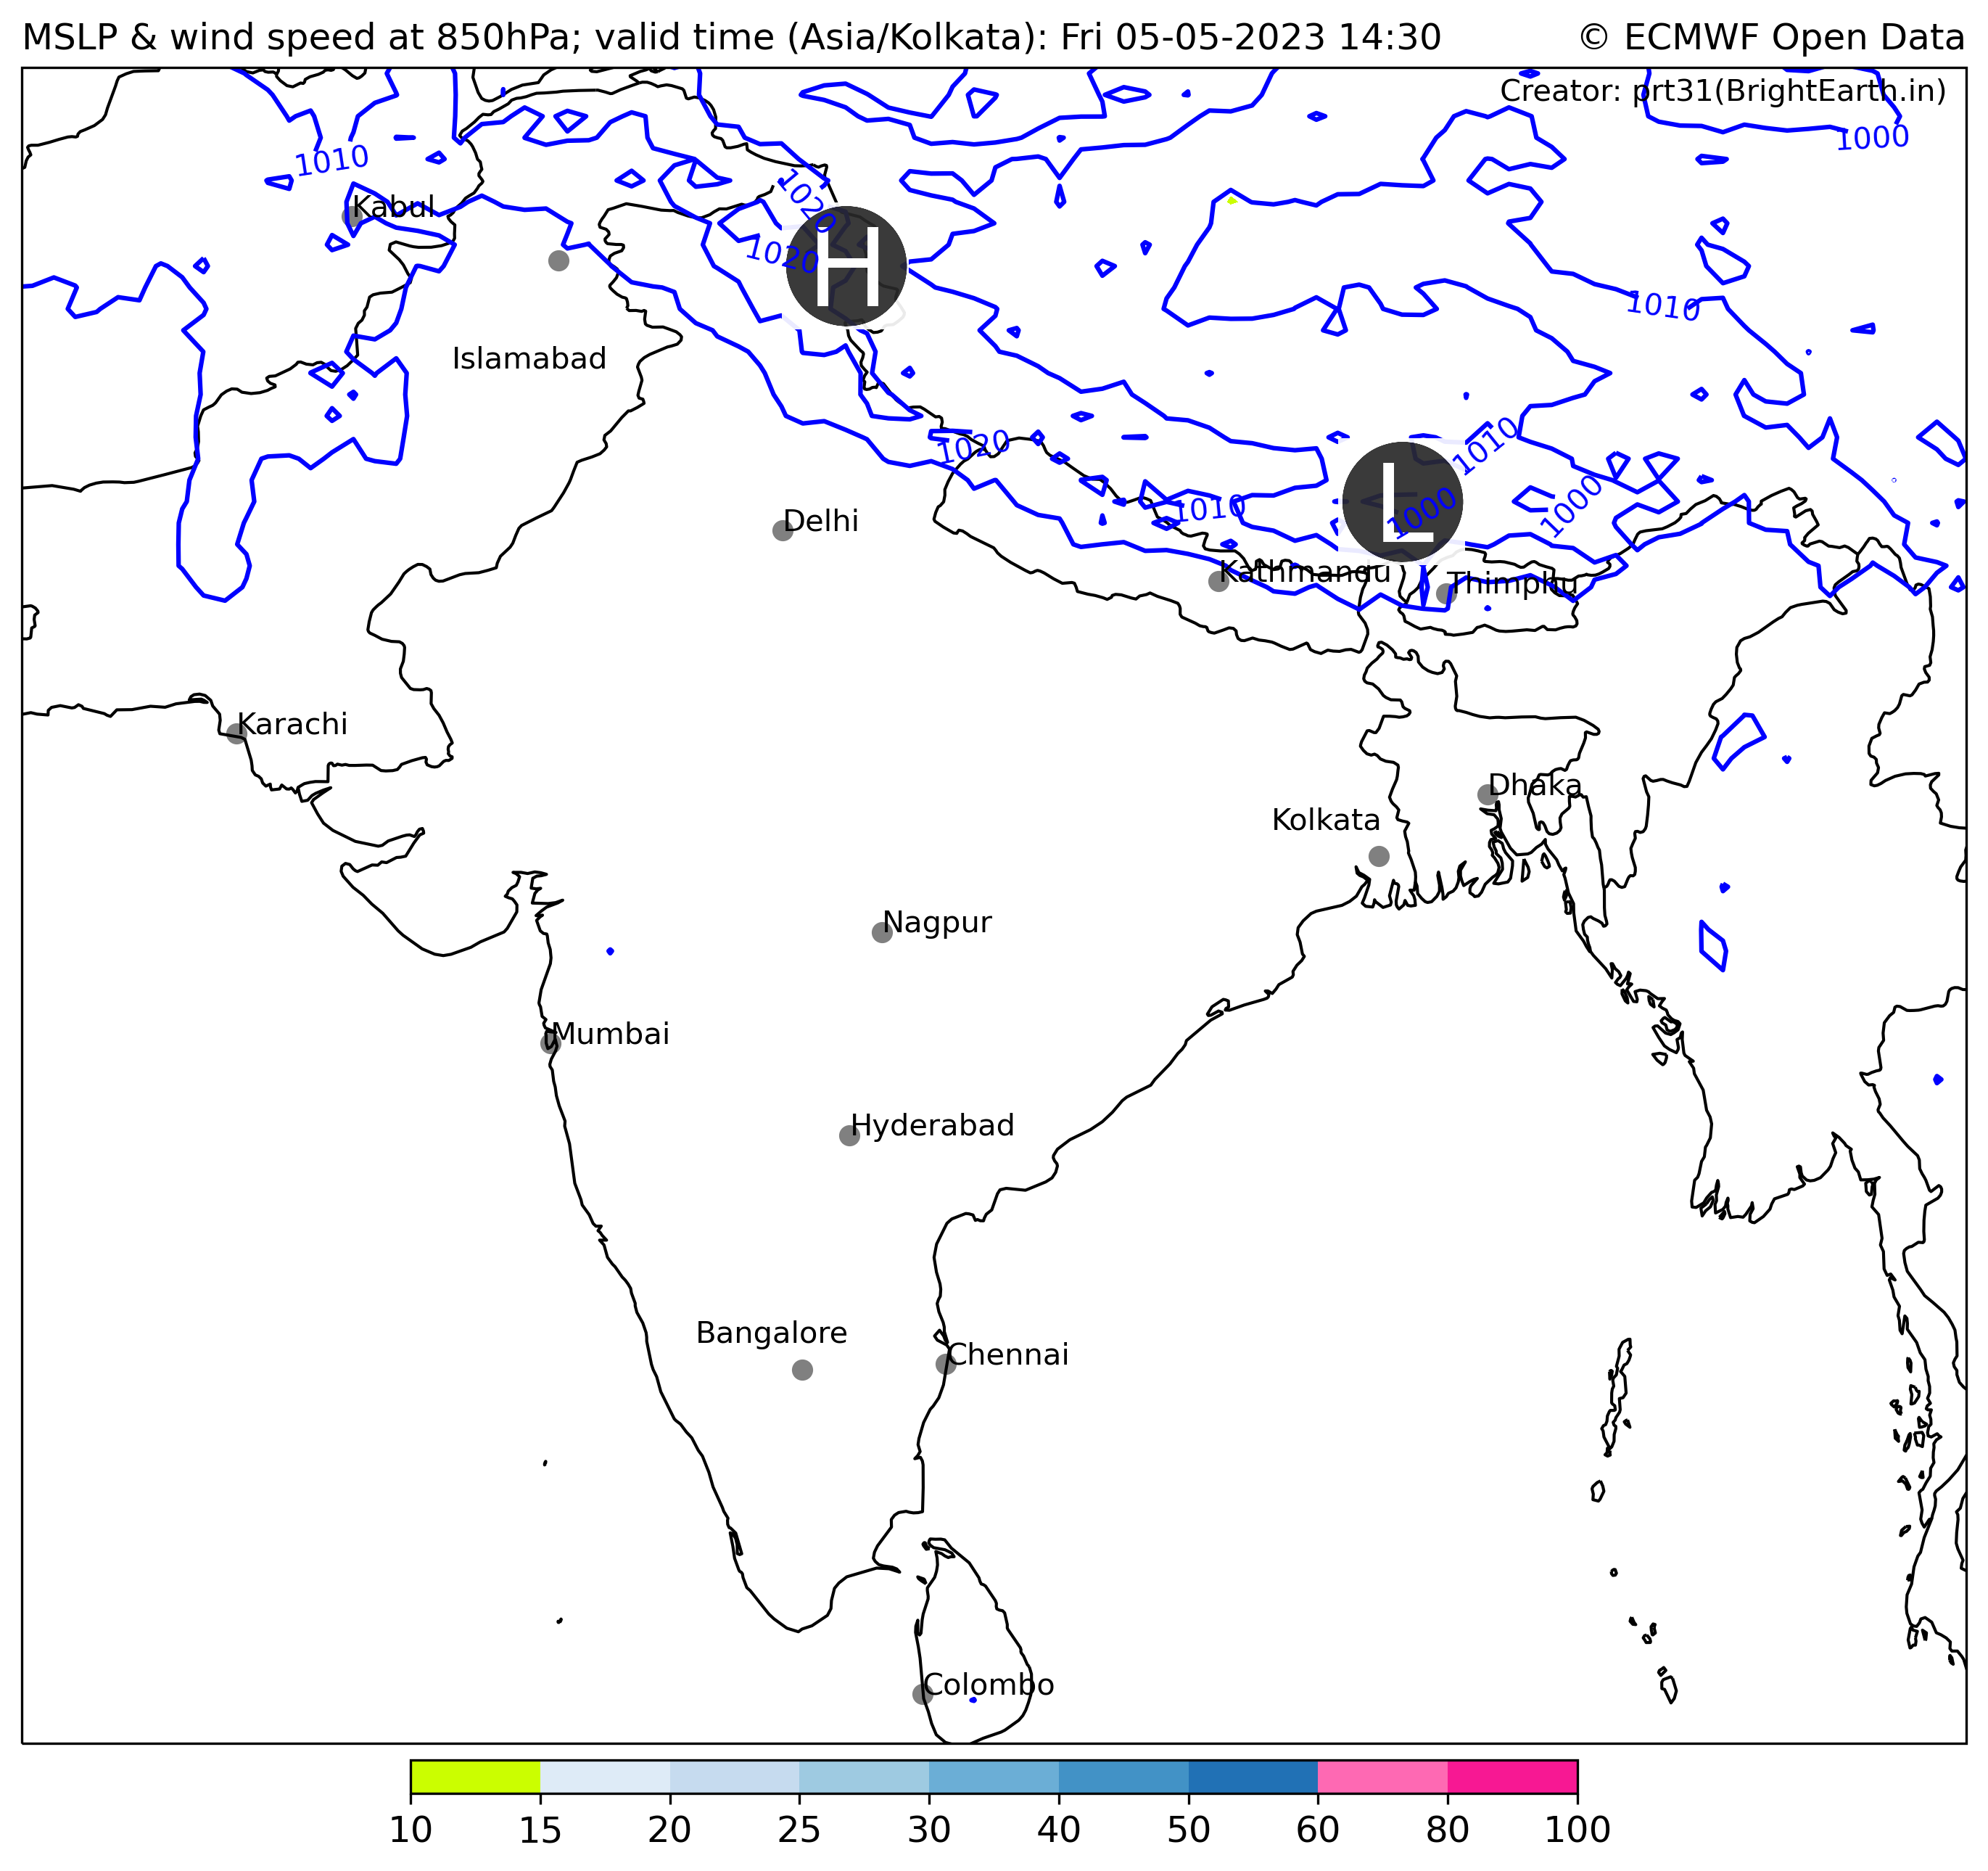 MSLP & wind speed at 850hPa; valid time (Asia/Kolkata): Fri 05-05-2023 14:30 © ECMWF Open Data
Creator: prt31(BrightEarth.in)
1000
1010
1020
Kabul
1020
H
1010
Islamabad
1020
1010
1010
1000
L
1000
Delhi
Kathmandu
Thimphu
Karachi
Dhaka
Kolkata
Nagpur
Mumbai
Hyderabad
Bangalore
Chennai
Colombo
10 15 20 25 30 40 50 60 80 100